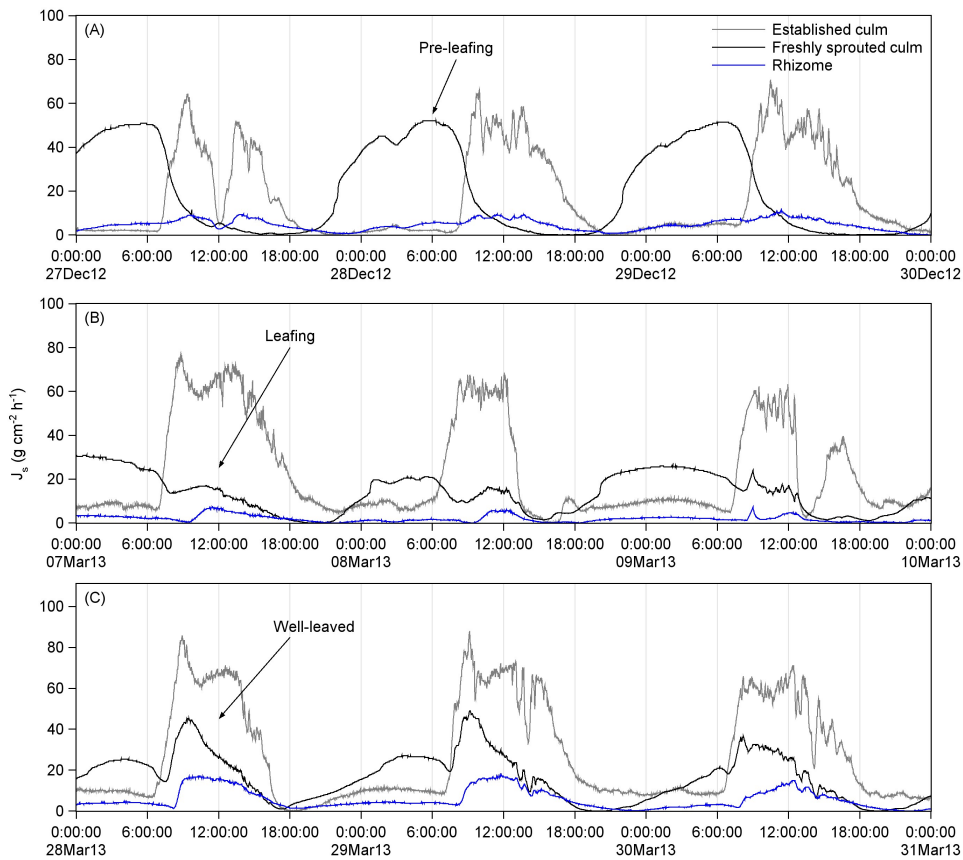 (A)
Pre-leafing
Established culm
Freshly sprouted culm
Rhizome
100
80
60
40
20
0
0:00:00 6:00:00 12:00:00 18:00:00 0:00:00 6:00:00 12:00:00 18:00:00 0:00:00 6:00:00 12:00:00 18:00:00 0:00:00
27Dec12 28Dec12 29Dec12 30Dec12
(B)
Leafing
Js (g cm⁻² h⁻¹)
100
80
60
40
20
0
0:00:00 6:00:00 12:00:00 18:00:00 0:00:00 6:00:00 12:00:00 18:00:00 0:00:00 6:00:00 12:00:00 18:00:00 0:00:00
07Mar13 08Mar13 09Mar13 10Mar13
(C)
Well-leaved
100
80
60
40
20
0
0:00:00 6:00:00 12:00:00 18:00:00 0:00:00 6:00:00 12:00:00 18:00:00 0:00:00 6:00:00 12:00:00 18:00:00 0:00:00
28Mar13 29Mar13 30Mar13 31Mar13